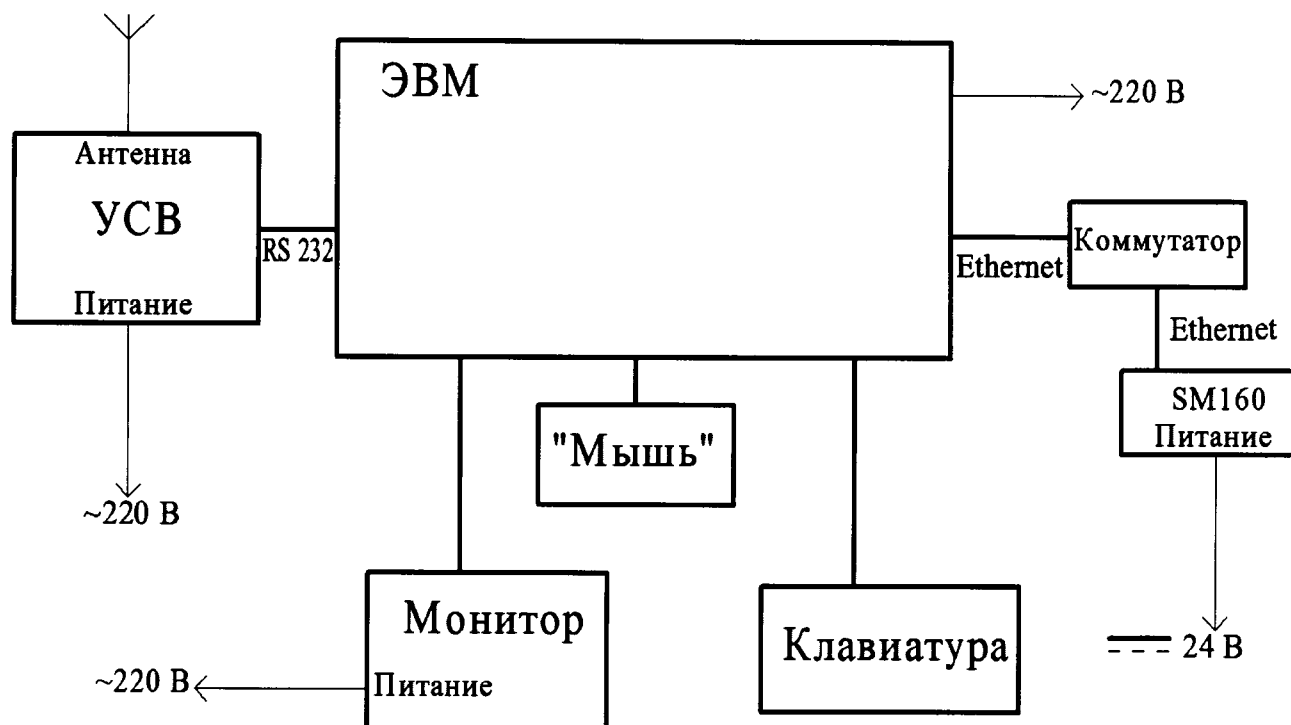 ЭВМ
~220 В
Антенна
УСВ
RS 232
Питание
Коммутатор
Ethernet
Ethernet
SM160
Питание
"Мышь"
~220 В
Монитор
Клавиатура
24 В
~220 В
Питание